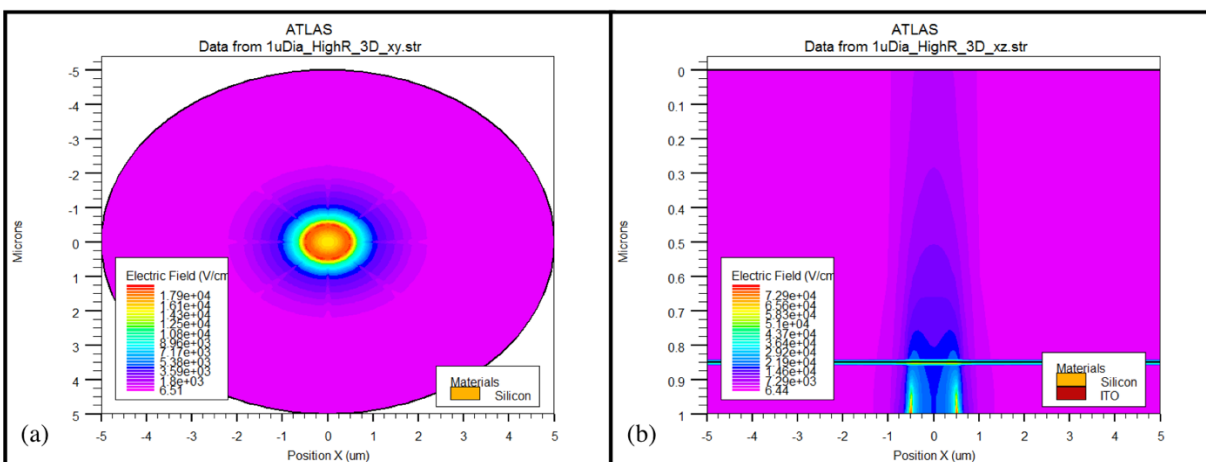 ATLAS
Data from 1uDia_HighR_3D_xy.str
-5
-4
-3
-2
-1
0
1
2
3
4
5
Microns
Electric Field (V/cm
1.79e+04
1.61e+04
1.43e+04
1.25e+04
1.08e+04
8.96e+03
7.17e+03
5.38e+03
3.59e+03
1.8e+03
6.51
Materials
Silicon
-5 -4 -3 -2 -1 0 1 2 3 4 5
Position X (um)
(a)
ATLAS
Data from 1uDia_HighR_3D_xz.str
0
0.1
0.2
0.3
0.4
0.5
0.6
0.7
0.8
0.9
1
Microns
Electric Field (V/cm
7.29e+04
6.56e+04
5.83e+04
5.1e+04
4.37e+04
3.64e+04
2.92e+04
2.19e+04
1.46e+04
7.29e+03
6.44
Materials
Silicon
ITO
-5 -4 -3 -2 -1 0 1 2 3 4 5
Position X (um)
(b)